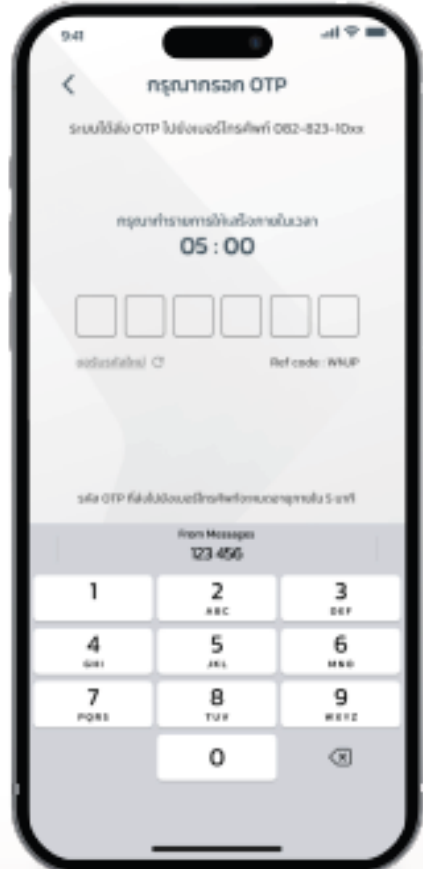 9:41
กรุณากรอก OTP
ระบบได้ส่ง OTP ไปยังเบอร์โทรศัพท์ 082-823-10xx
กรุณาทำรายการให้เสร็จภายในเวลา
05 : 00
ขอรับรหัสใหม่ Ref code : WNUP
รหัส OTP ที่ส่งไปยังเบอร์โทรศัพท์จะหมดอายุภายใน 5 นาที
From Messages
123 456
1 2 3
ABC DEF
4 5 6
GHI JKL MNO
7 8 9
PQRS TUV WXYZ
0